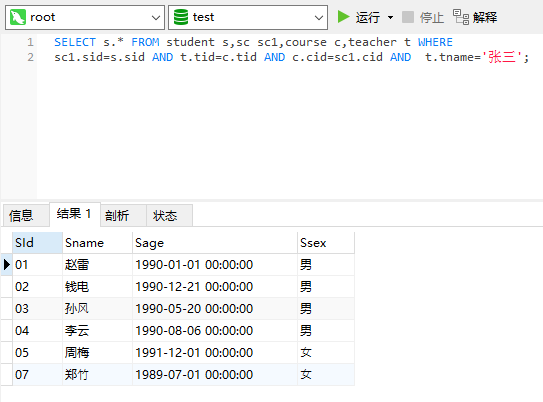 root test 运行 停止 解释
1 SELECT s.* FROM student s,sc sc1,course c,teacher t WHERE
2 sc1.sid=s.sid AND t.tid=c.tid AND c.cid=sc1.cid AND  t.tname='张三';
信息 结果 1 剖析 状态
SId Sname Sage Ssex
01 赵雷 1990-01-01 00:00:00 男
02 钱电 1990-12-21 00:00:00 男
03 孙风 1990-05-20 00:00:00 男
04 李云 1990-08-06 00:00:00 男
05 周梅 1991-12-01 00:00:00 女
07 郑竹 1989-07-01 00:00:00 女